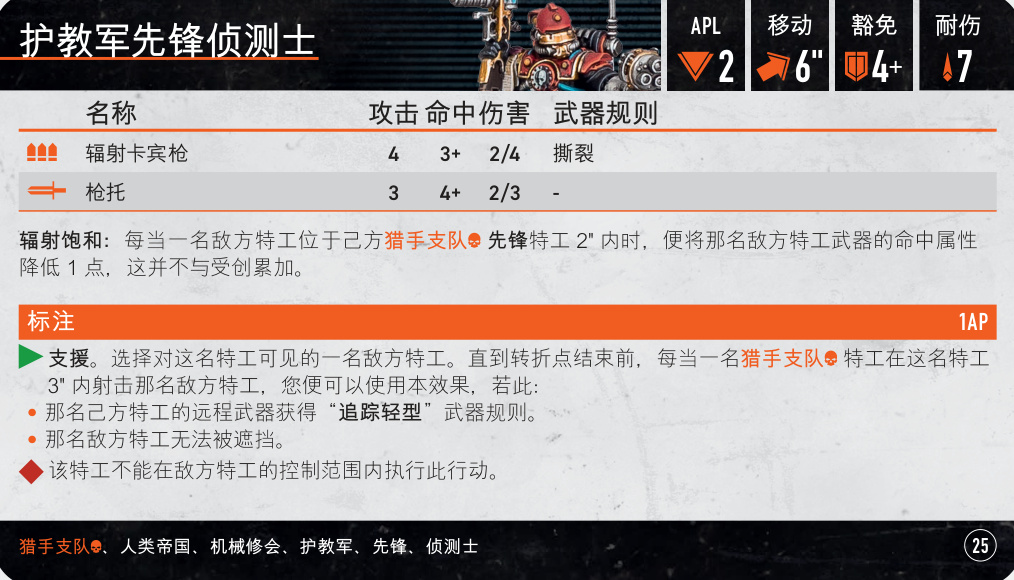 护教军先锋侦测士
APL 移动 豁免 耐伤
2 6" 4+ 7
名称 攻击 命中 伤害 武器规则
辐射卡宾枪 4 3+ 2/4 撕裂
枪托 3 4+ 2/3 -
辐射饱和：每当一名敌方特工位于己方猎手支队 先锋特工 2" 内时，便将那名敌方特工武器的命中属性
降低 1 点，这并不与受创累加。
标注 1AP
支援。选择对这名特工可见的一名敌方特工。直到转折点结束前，每当一名猎手支队 特工在这名特工
3" 内射击那名敌方特工，您便可以使用本效果，若此：
• 那名己方特工的远程武器获得“追踪轻型”武器规则。
• 那名敌方特工无法被遮挡。
该特工不能在敌方特工的控制范围内执行此行动。
猎手支队、人类帝国、机械修会、护教军、先锋、侦测士
25